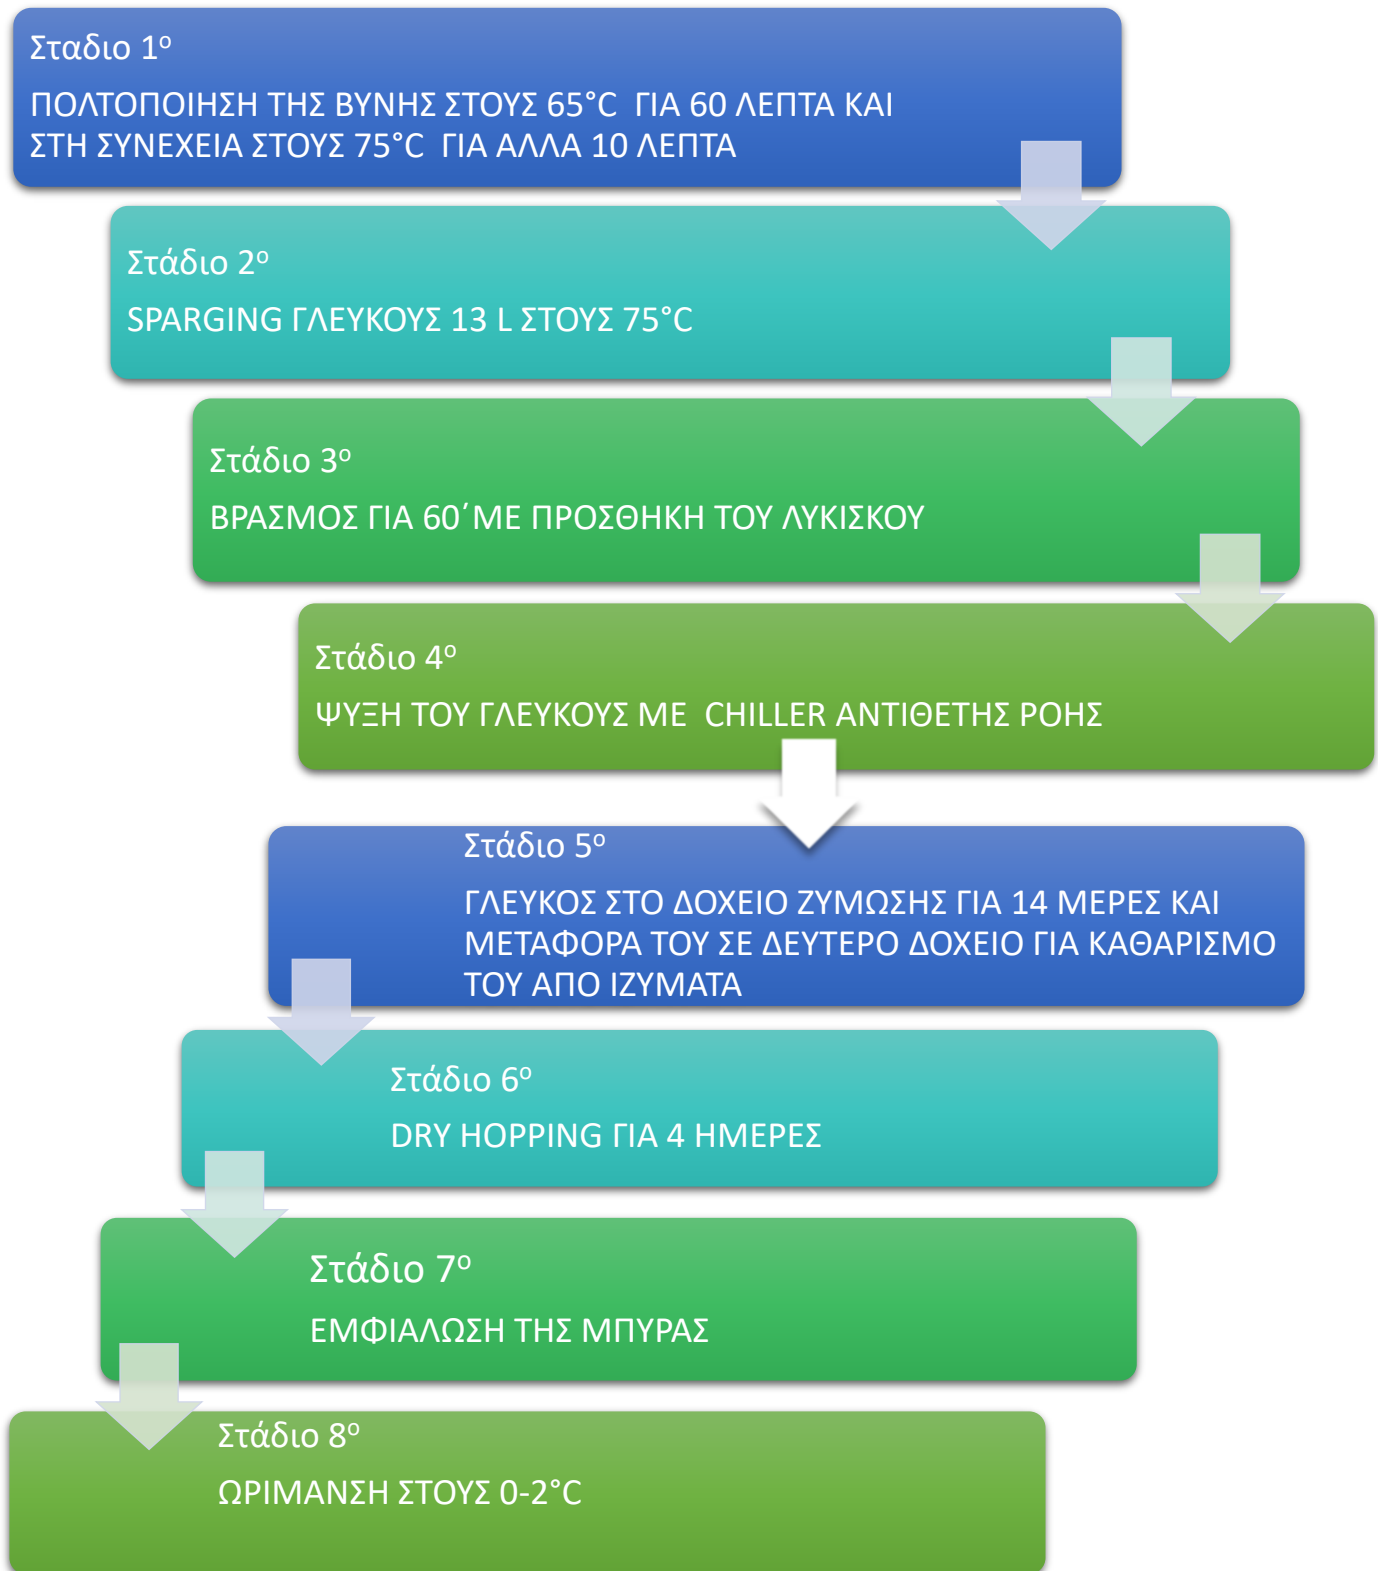 Σταδιο 1ο
ΠΟΛΤΟΠΟΙΗΣΗ ΤΗΣ ΒΥΝΗΣ ΣΤΟΥΣ 65°C ΓΙΑ 60 ΛΕΠΤΑ ΚΑΙ
ΣΤΗ ΣΥΝΕΧΕΙΑ ΣΤΟΥΣ 75°C ΓΙΑ ΑΛΛΑ 10 ΛΕΠΤΑ
Στάδιο 2ο
SPARGING ΓΛΕΥΚΟΥΣ 13 L ΣΤΟΥΣ 75°C
Στάδιο 3ο
ΒΡΑΣΜΟΣ ΓΙΑ 60΄ΜΕ ΠΡΟΣΘΗΚΗ ΤΟΥ ΛΥΚΙΣΚΟΥ
Στάδιο 4ο
ΨΥΞΗ ΤΟΥ ΓΛΕΥΚΟΥΣ ΜΕ CHILLER ΑΝΤΙΘΕΤΗΣ ΡΟΗΣ
Στάδιο 5ο
ΓΛΕΥΚΟΣ ΣΤΟ ΔΟΧΕΙΟ ΖΥΜΩΣΗΣ ΓΙΑ 14 ΜΕΡΕΣ ΚΑΙ
ΜΕΤΑΦΟΡΑ ΤΟΥ ΣΕ ΔΕΥΤΕΡΟ ΔΟΧΕΙΟ ΓΙΑ ΚΑΘΑΡΙΣΜΟ
ΤΟΥ ΑΠΟ ΙΖΥΜΑΤΑ
Στάδιο 6ο
DRY HOPPING ΓΙΑ 4 ΗΜΕΡΕΣ
Στάδιο 7ο
ΕΜΦΙΑΛΩΣΗ ΤΗΣ ΜΠΥΡΑΣ
Στάδιο 8ο
ΩΡΙΜΑΝΣΗ ΣΤΟΥΣ 0-2°C